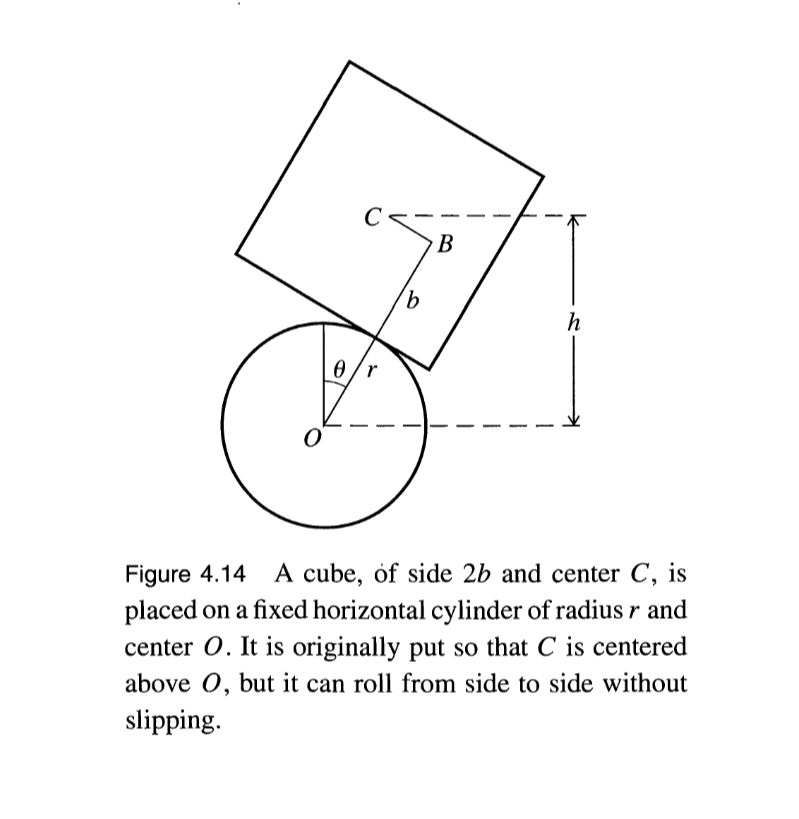 C
B
b
h
θ
r
O
Figure 4.14 A cube, of side 2b and center C, is
placed on a fixed horizontal cylinder of radius r and
center O. It is originally put so that C is centered
above O, but it can roll from side to side without
slipping.